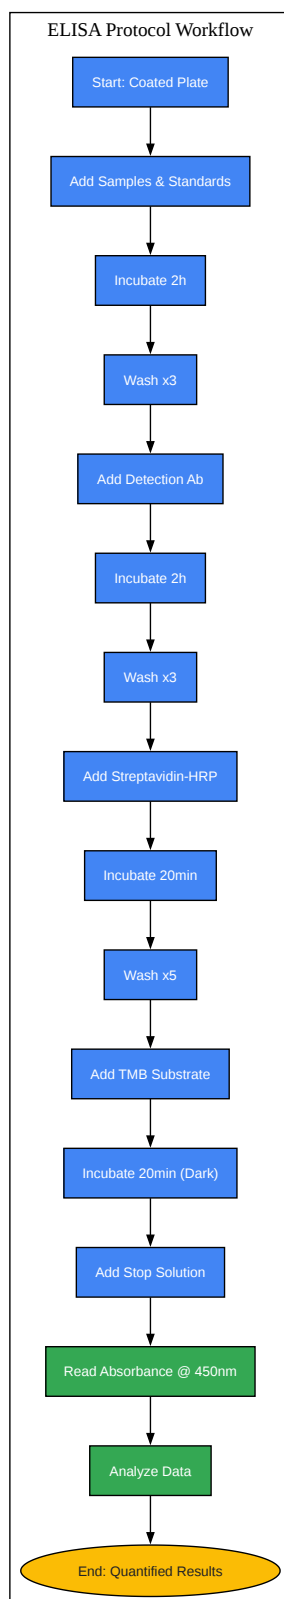 ELISA Protocol Workflow
Start: Coated Plate
Add Samples & Standards
Incubate 2h
Wash x3
Add Detection Ab
Incubate 2h
Wash x3
Add Streptavidin-HRP
Incubate 20min
Wash x5
Add TMB Substrate
Incubate 20min (Dark)
Add Stop Solution
Read Absorbance @ 450nm
Analyze Data
End: Quantified Results